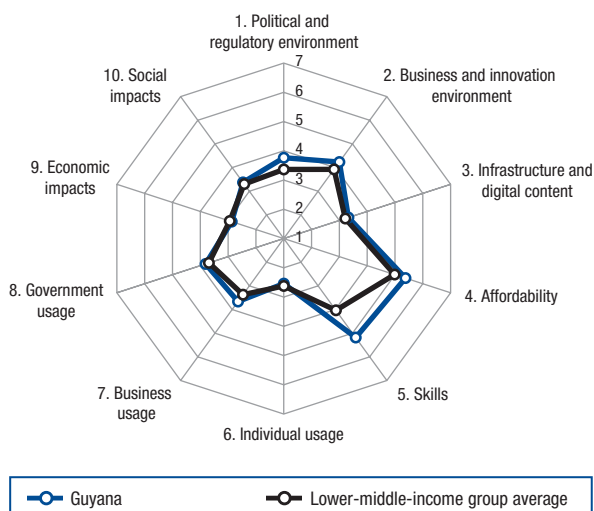 1. Political and
regulatory environment
2. Business and innovation
environment
3. Infrastructure and
digital content
4. Affordability
5. Skills
6. Individual usage
7. Business
usage
8. Government
usage
9. Economic
impacts
10. Social
impacts
7
6
5
4
3
2
1
Guyana
Lower-middle-income group average